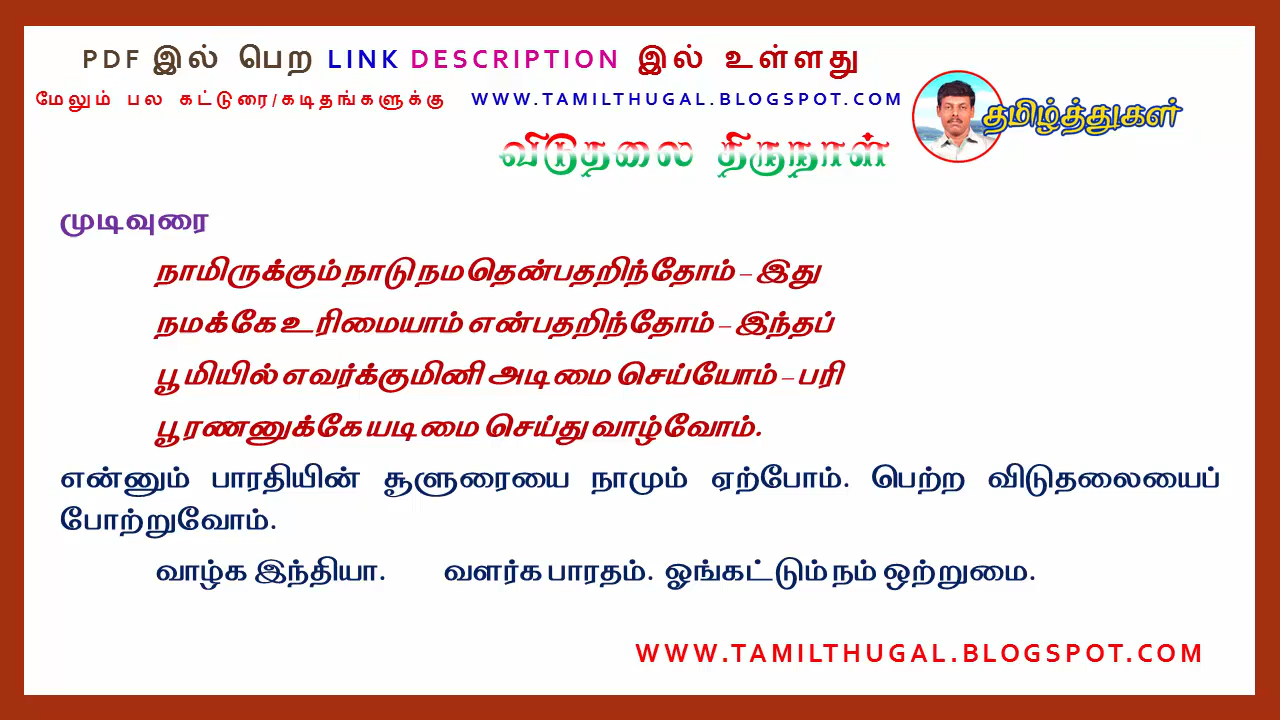 PDF இல் பெற LINK DESCRIPTION இல் உள்ளது
மேலும் பல கட்டுரை/கடிதங்களுக்கு WWW.TAMILTHUGAL.BLOGSPOT.COM
தமிழ்த்துகள்
விடுதலை திருநாள்
முடிவுரை
நாமிருக்கும் நாடு நமதென்பதறிந்தோம் – இது
நமக்கே உரிமையாம் என்பதறிந்தோம் – இந்தப்
பூமியில் எவர்க்குமினி அடிமை செய்யோம் – பரி
பூரணனுக்கே யடிமை செய்து வாழ்வோம்.
என்னும் பாரதியின் சூளுரையை நாமும் ஏற்போம். பெற்ற விடுதலையைப்
போற்றுவோம்.
வாழ்க இந்தியா. வளர்க பாரதம். ஓங்கட்டும் நம் ஒற்றுமை.
WWW.TAMILTHUGAL.BLOGSPOT.COM